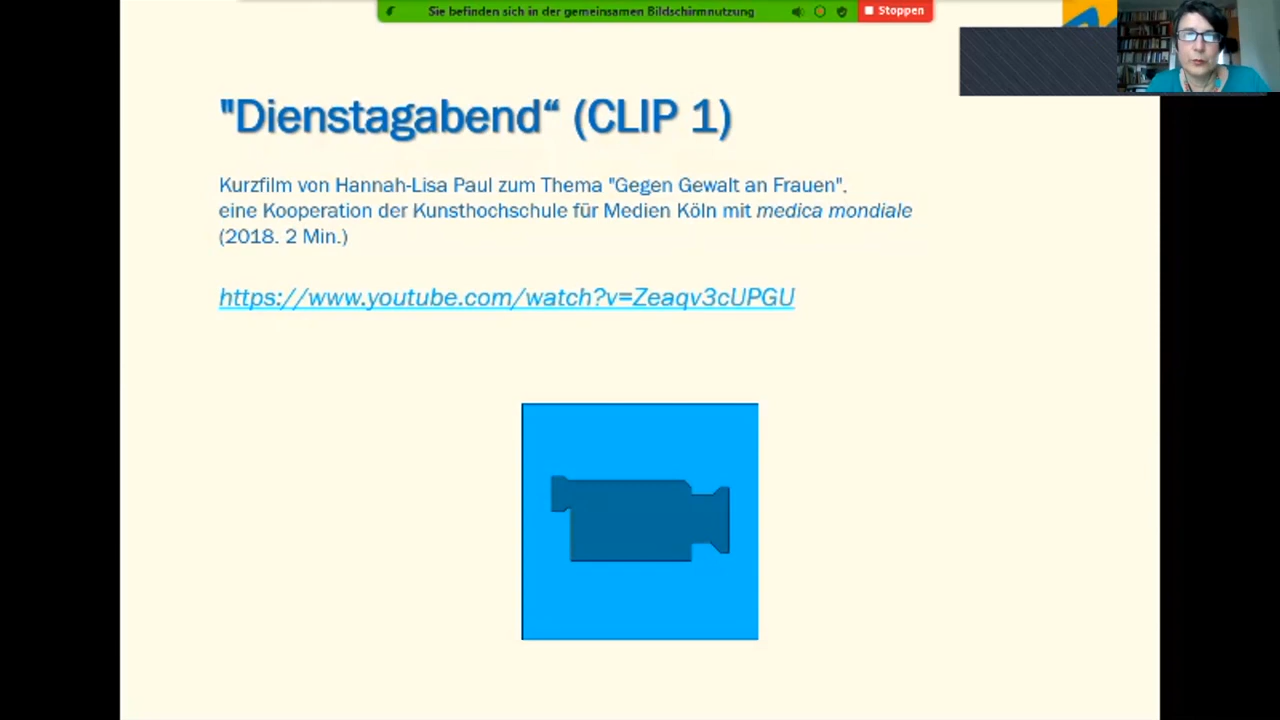 Sie befinden sich in der gemeinsamen Bildschirmnutzung
Stoppen
"Dienstagabend“ (CLIP 1)
Kurzfilm von Hannah-Lisa Paul zum Thema "Gegen Gewalt an Frauen".
eine Kooperation der Kunsthochschule für Medien Köln mit medica mondiale
(2018. 2 Min.)
https://www.youtube.com/watch?v=Zeaqv3cUPGU